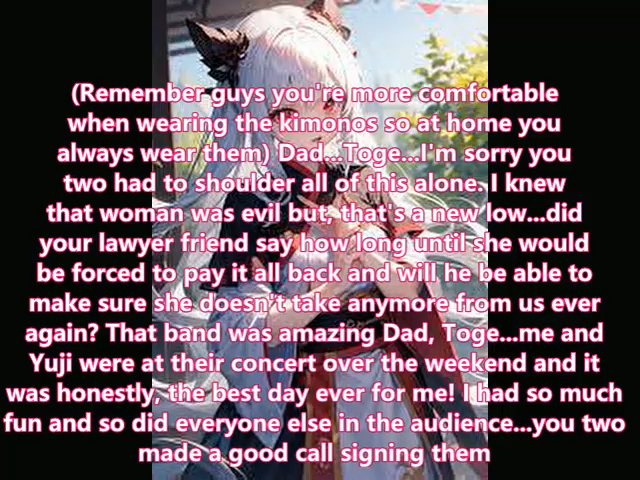 (Remember guys you're more comfortable
when wearing the kimonos so at home you
always wear them) Dad...Toge...I'm sorry you
two had to shoulder all of this alone. I knew
that woman was evil but, that's a new low...did
your lawyer friend say how long until she would
be forced to pay it all back and will he be able to
make sure she doesn't take anymore from us ever
again? That band was amazing Dad, Toge...me and
Yuji were at their concert over the weekend and it
was honestly, the best day ever for me! I had so much
fun and so did everyone else in the audience...you two
made a good call signing them